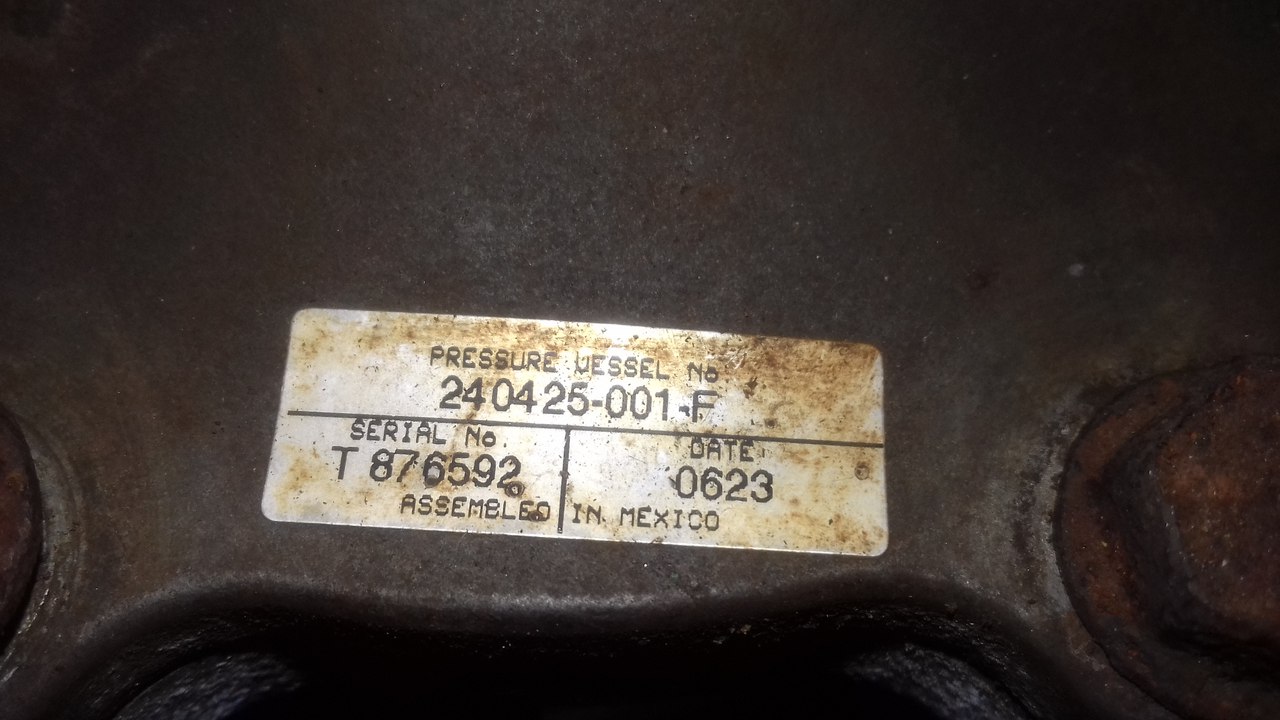 PRESSURE VESSEL No.
240425-001-F
SERIAL No.
T 876592
DATE
0623
ASSEMBLED IN MEXICO